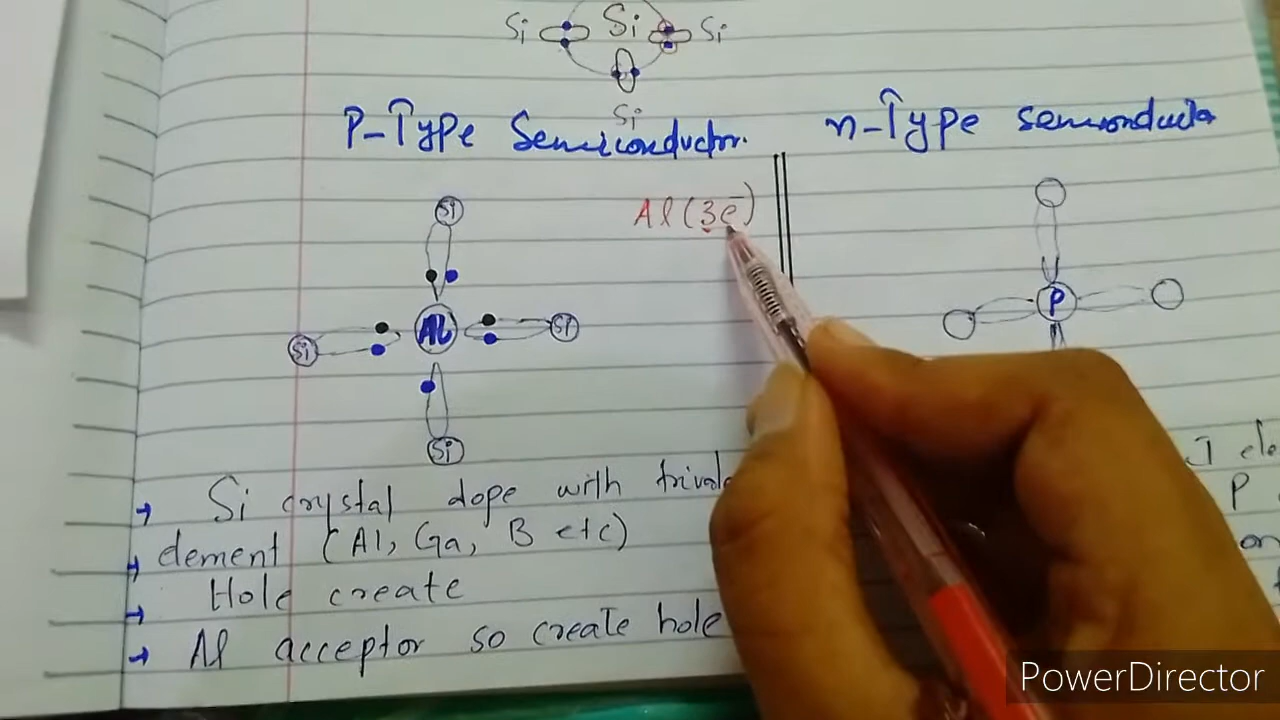 Si Si Si
Si
P-Type Semiconductor.
n-Type semiconductor
Al (3e̅)
Si
Al
Si
Si
Si
P
→ Si crystal dope with
→ element (Al, Ga, B etc)
→ Hole create
→ Al acceptor so create hole
P
on
PowerDirector